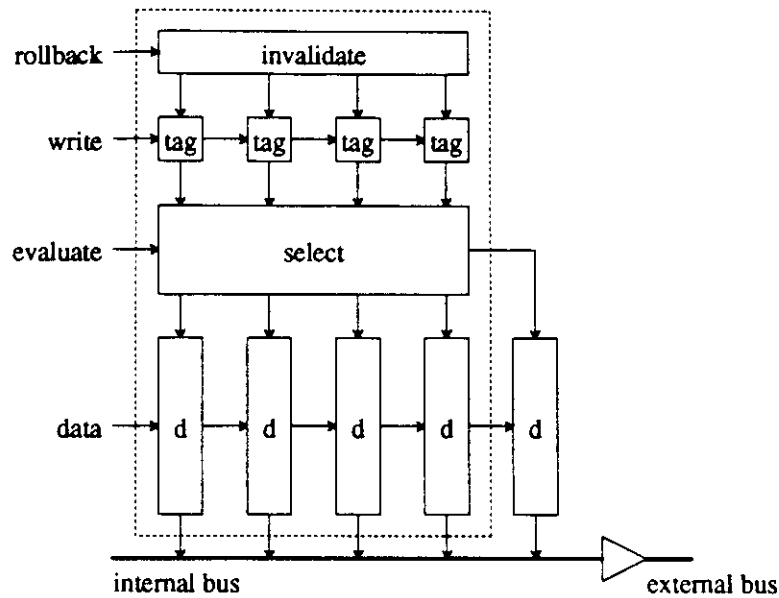 rollback invalidate
write tag tag tag tag
evaluate select
data d d d d d
internal bus external bus